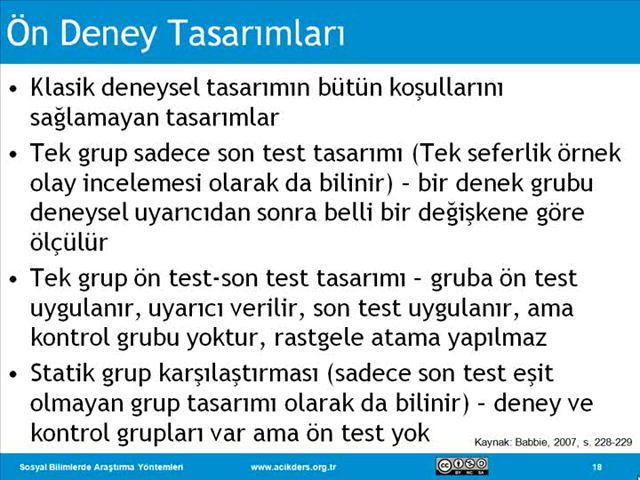 Ön Deney Tasarımları
• Klasik deneysel tasarımın bütün koşullarını
sağlamayan tasarımlar
• Tek grup sadece son test tasarımı (Tek seferlik örnek
olay incelemesi olarak da bilinir) – bir denek grubu
deneysel uyarıcıdan sonra belli bir değişkene göre
ölçülür
• Tek grup ön test-son test tasarımı – gruba ön test
uygulanır, uyarıcı verilir, son test uygulanır, ama
kontrol grubu yoktur, rastgele atama yapılmaz
• Statik grup karşılaştırması (sadece son test eşit
olmayan grup tasarımı olarak da bilinir) – deney ve
kontrol grupları var ama ön test yok
Kaynak: Babbie, 2007, s. 228-229
Sosyal Bilimlerde Araştırma Yöntemleri www.acikders.org.tr cc BY NC SA 18